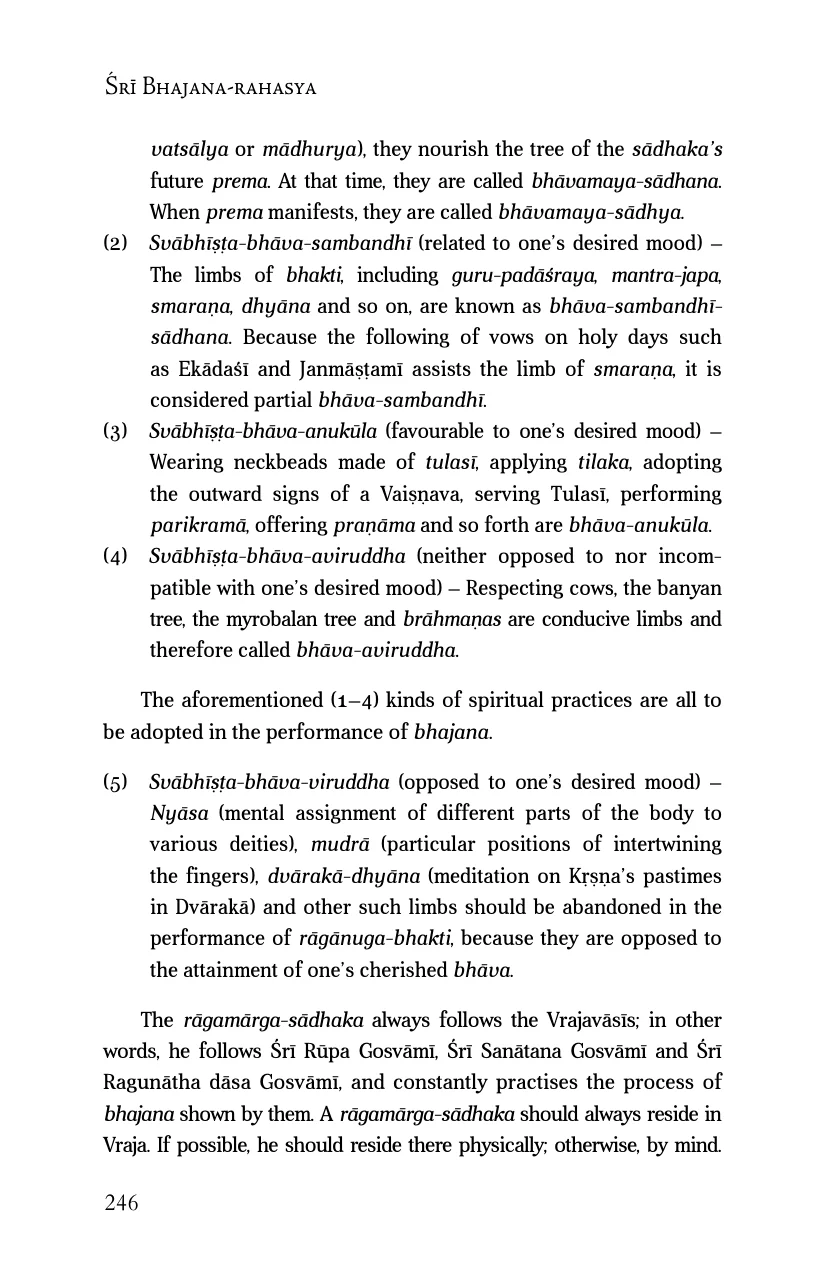 Śrī Bhajana-rahasya
vatsālya or mādhurya), they nourish the tree of the sādhaka’s
future prema. At that time, they are called bhāvamaya-sādhana.
When prema manifests, they are called bhāvamaya-sādhya.
(2) Svābhīṣṭa-bhāva-sambandhī (related to one’s desired mood) –
The limbs of bhakti, including guru-padāśraya, mantra-japa,
smaraṇa, dhyāna and so on, are known as bhāva-sambandhī-
sādhana. Because the following of vows on holy days such
as Ekādaśī and Janmāṣṭamī assists the limb of smaraṇa, it is
considered partial bhāva-sambandhī.
(3) Svābhīṣṭa-bhāva-anukūla (favourable to one’s desired mood) –
Wearing neckbeads made of tulasī, applying tilaka, adopting
the outward signs of a Vaiṣṇava, serving Tulasī, performing
parikramā, offering praṇāma and so forth are bhāva-anukūla.
(4) Svābhīṣṭa-bhāva-aviruddha (neither opposed to nor incom-
patible with one’s desired mood) – Respecting cows, the banyan
tree, the myrobalan tree and brāhmaṇas are conducive limbs and
therefore called bhāva-aviruddha.
The aforementioned (1–4) kinds of spiritual practices are all to
be adopted in the performance of bhajana.
(5) Svābhīṣṭa-bhāva-viruddha (opposed to one’s desired mood) –
Nyāsa (mental assignment of different parts of the body to
various deities), mudrā (particular positions of intertwining
the fingers), dvārakā-dhyāna (meditation on Kṛṣṇa’s pastimes
in Dvārakā) and other such limbs should be abandoned in the
performance of rāgānuga-bhakti, because they are opposed to
the attainment of one’s cherished bhāva.
The rāgamārga-sādhaka always follows the Vrajavāsīs; in other
words, he follows Śrī Rūpa Gosvāmī, Śrī Sanātana Gosvāmī and Śrī
Ragunātha dāsa Gosvāmī, and constantly practises the process of
bhajana shown by them. A rāgamārga-sādhaka should always reside in
Vraja. If possible, he should reside there physically; otherwise, by mind.
246